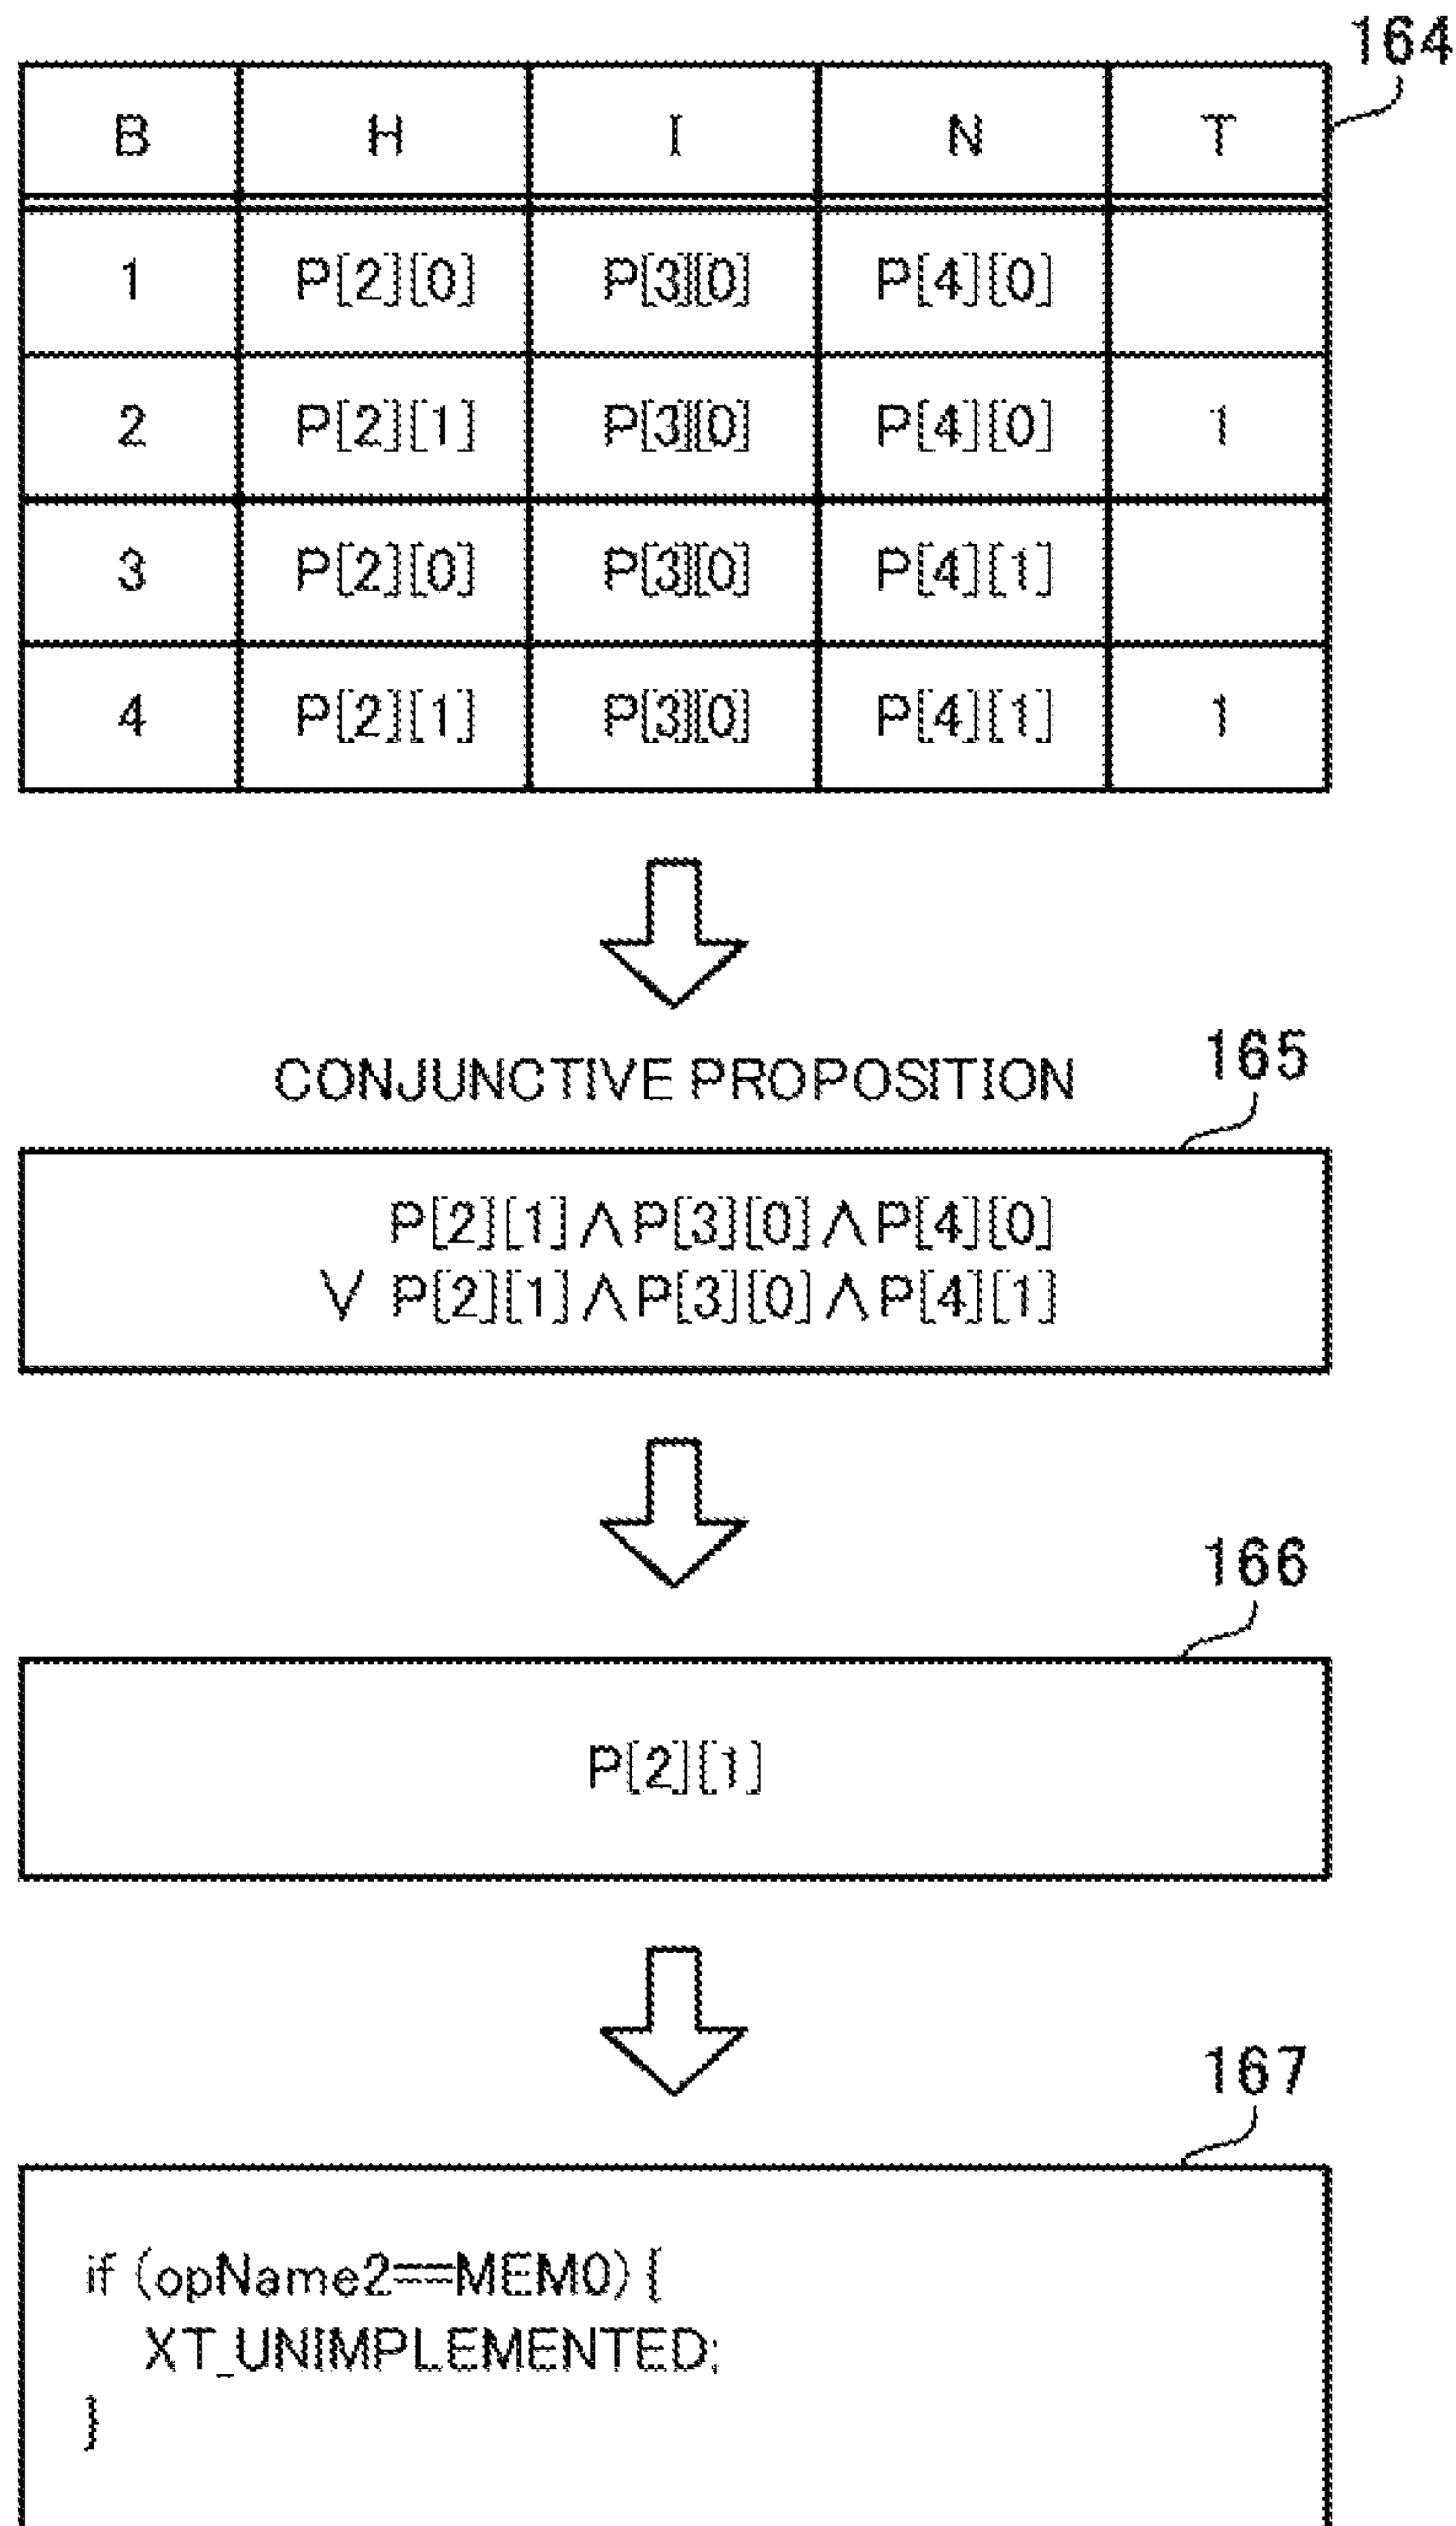 164
B H I N T
1 P[2][0] P[3][0] P[4][0]
2 P[2][1] P[3][0] P[4][0] 1
3 P[2][0] P[3][0] P[4][1]
4 P[2][1] P[3][0] P[4][1] 1
CONJUNCTIVE PROPOSITION
165
P[2][1]∧P[3][0]∧P[4][0]
∨ P[2][1]∧P[3][0]∧P[4][1]
166
P[2][1]
167
if (opName2==MEM0) {
XT_UNIMPLEMENTED;
}